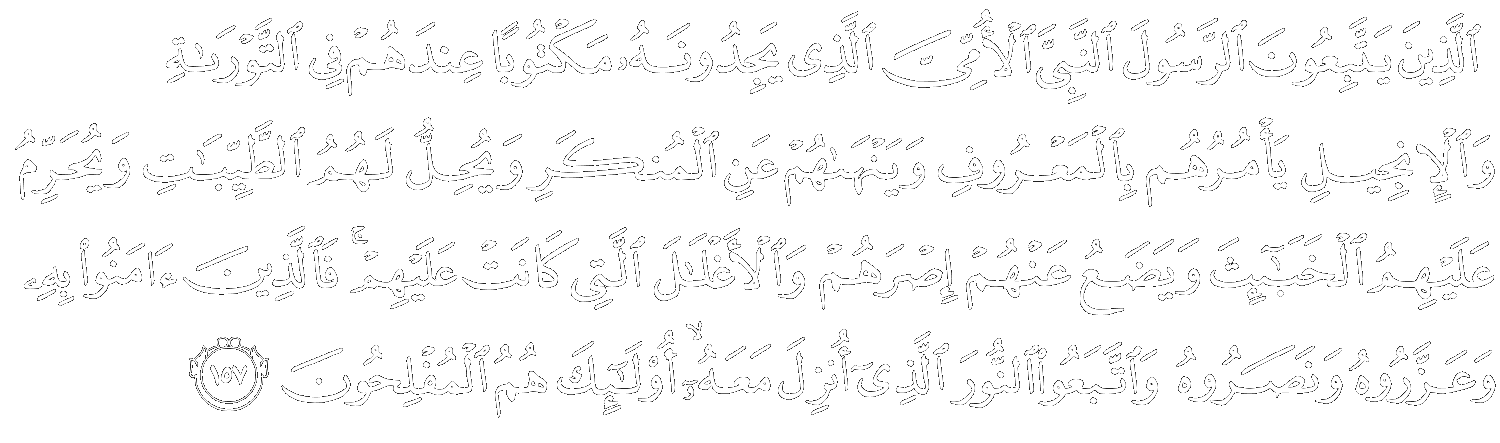 ٱلَّذِينَ يَتَّبِعُونَ ٱلرَّسُولَ ٱلنَّبِىَّ ٱلْأُمِّىَّ ٱلَّذِى يَجِدُونَهُۥ مَكْتُوبًا عِندَهُمْ فِى ٱلتَّوْرَىٰةِ
وَٱلْإِنجِيلِ يَأْمُرُهُم بِٱلْمَعْرُوفِ وَيَنْهَىٰهُمْ عَنِ ٱلْمُنكَرِ وَيُحِلُّ لَهُمُ ٱلطَّيِّبَٰتِ وَيُحَرِّمُ
عَلَيْهِمُ ٱلْخَبَٰٓئِثَ وَيَضَعُ عَنْهُمْ إِصْرَهُمْ وَٱلْأَغْلَٰلَ ٱلَّتِى كَانَتْ عَلَيْهِمْ ۚ فَٱلَّذِينَ ءَامَنُوا۟ بِهِۦ
وَعَزَّرُوهُ وَنَصَرُوهُ وَٱتَّبَعُوا۟ ٱلنُّورَ ٱلَّذِىٓ أُنزِلَ مَعَهُۥٓ ۙ أُو۟لَٰٓئِكَ هُمُ ٱلْمُفْلِحُونَ ١٥٧